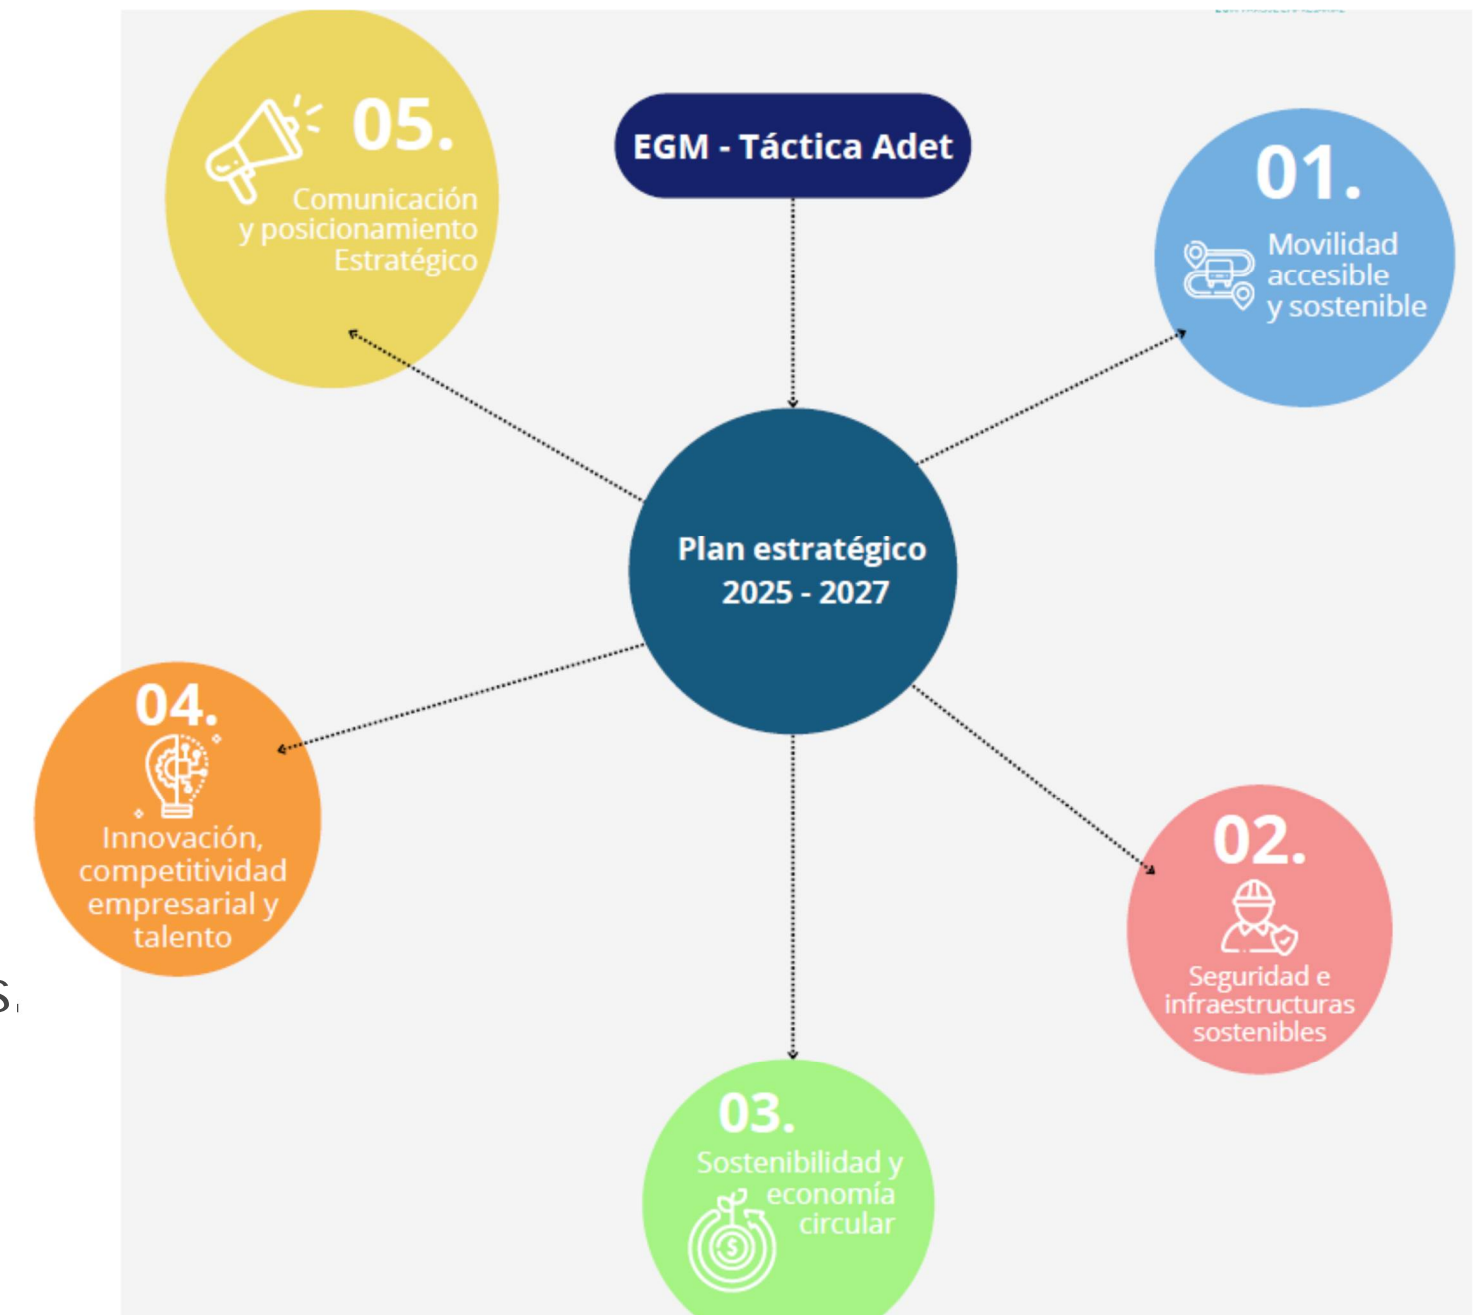 EGM - Táctica Adet
01.
Movilidad
accesible
y sostenible
Plan estratégico
2025 - 2027
02.
Seguridad e
infraestructuras
sostenibles
03.
Sostenibilidad y
economía
circular
$
04.
Innovación,
competitividad
empresarial y
talento
05.
Comunicación
y posicionamiento
Estratégico
s.